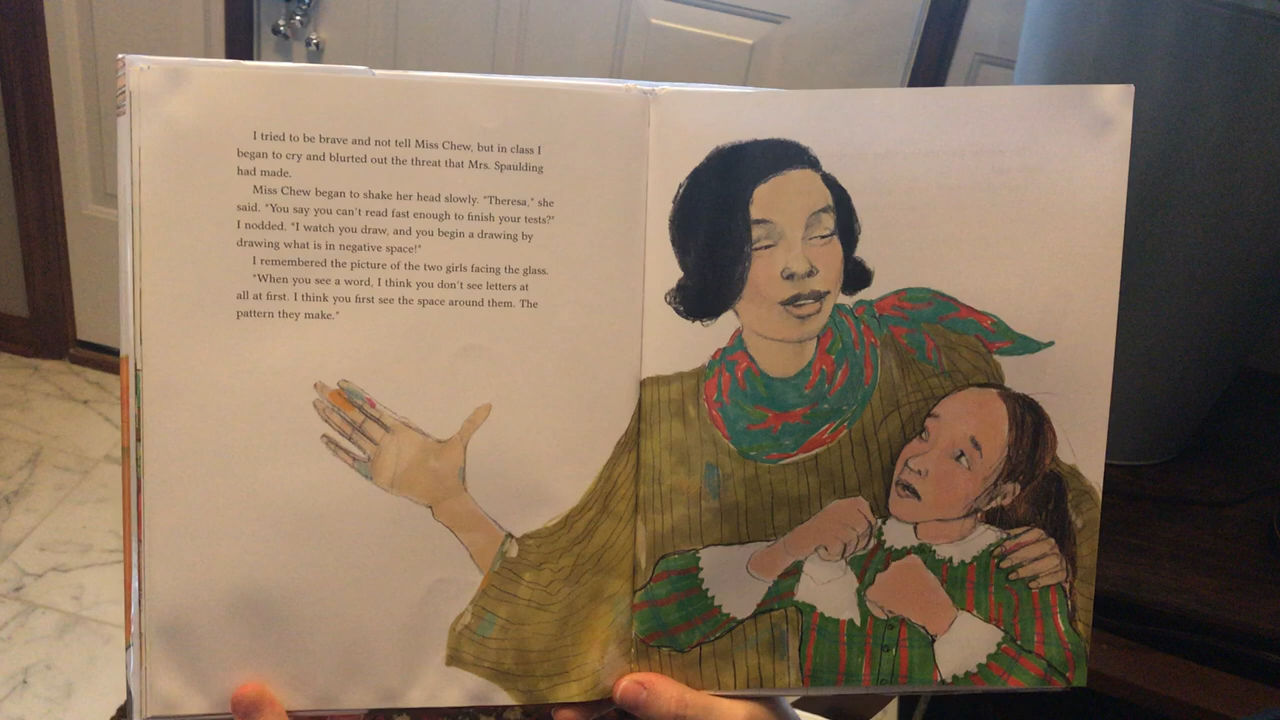 I tried to be brave and not tell Miss Chew, but in class I
began to cry and blurted out the threat that Mrs. Spaulding
had made.
Miss Chew began to shake her head slowly. "Theresa," she
said. "You say you can't read fast enough to finish your tests?"
I nodded. "I watch you draw, and you begin a drawing by
drawing what is in negative space!"
I remembered the picture of the two girls facing the glass.
"When you see a word, I think you don't see letters at
all at first. I think you first see the space around them. The
pattern they make."